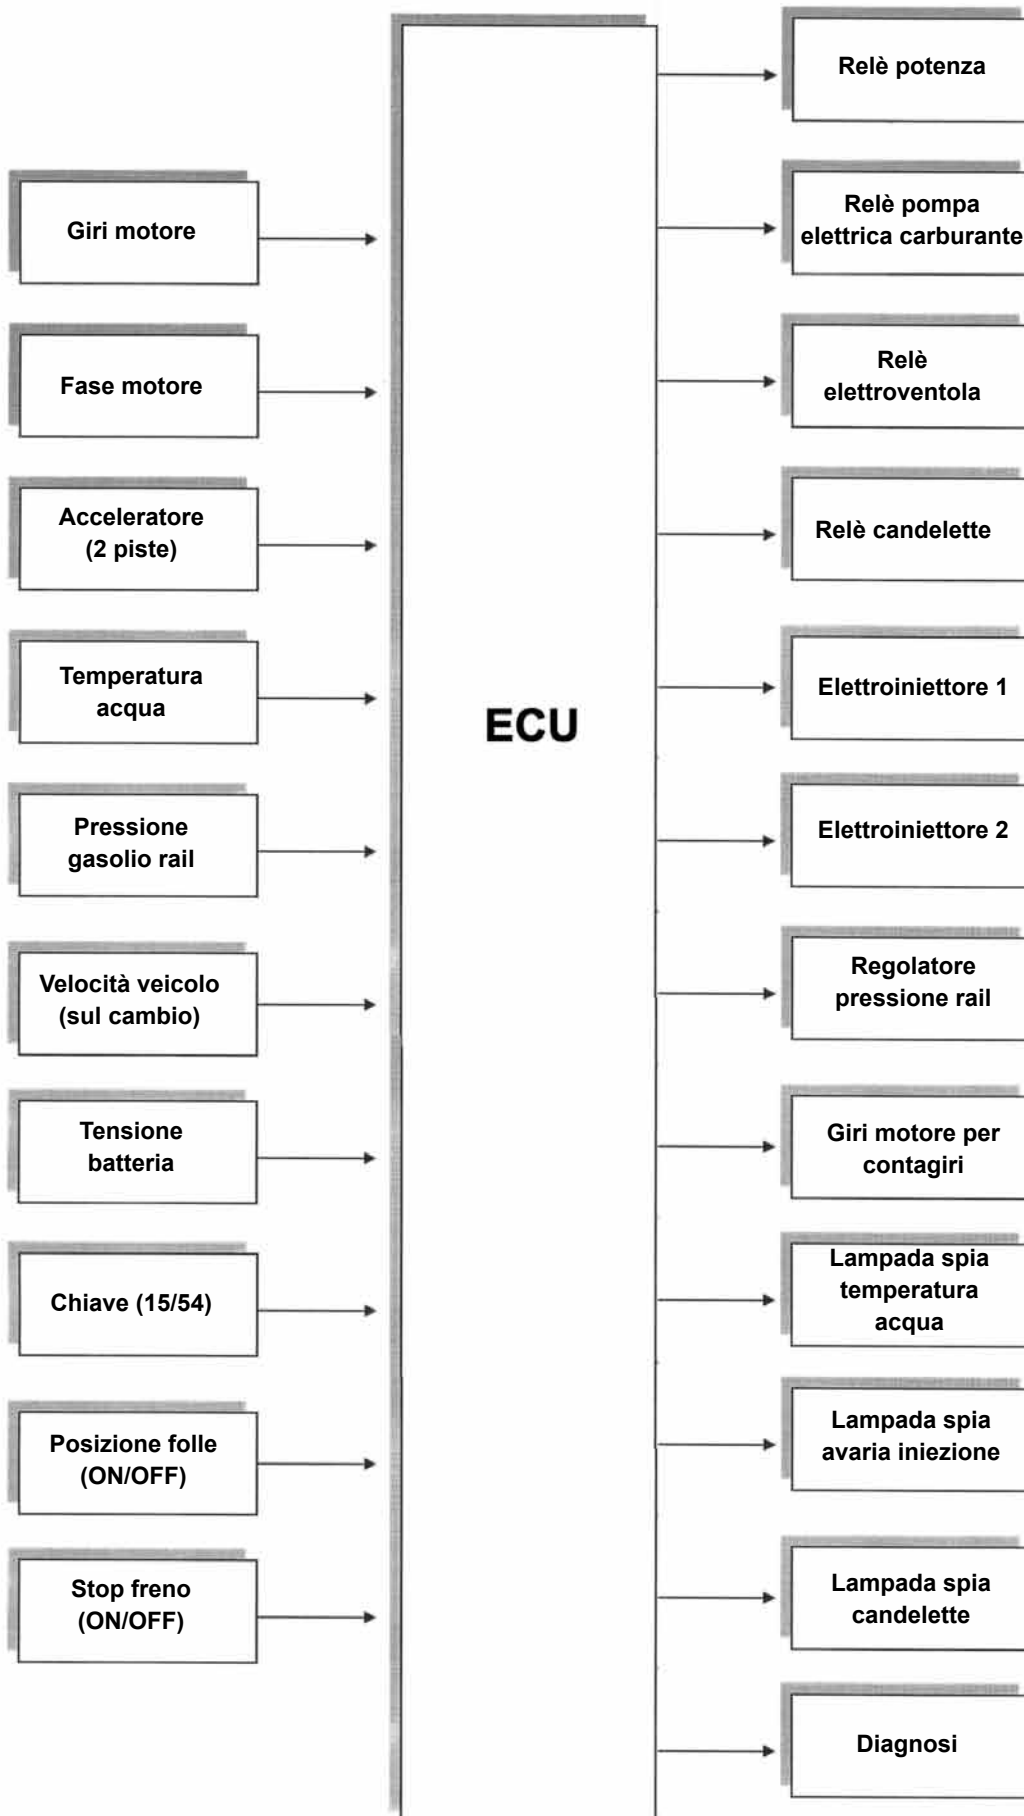 Giri motore
Fase motore
Acceleratore
(2 piste)
Temperatura
acqua
Pressione
gasolio rail
Velocità veicolo
(sul cambio)
Tensione
batteria
Chiave (15/54)
Posizione folle
(ON/OFF)
Stop freno
(ON/OFF)
ECU
Relè potenza
Relè pompa
elettrica carburante
Relè
elettroventola
Relè candelette
Elettroiniettore 1
Elettroiniettore 2
Regolatore
pressione rail
Giri motore per
contagiri
Lampada spia
temperatura
acqua
Lampada spia
avaria iniezione
Lampada spia
candelette
Diagnosi